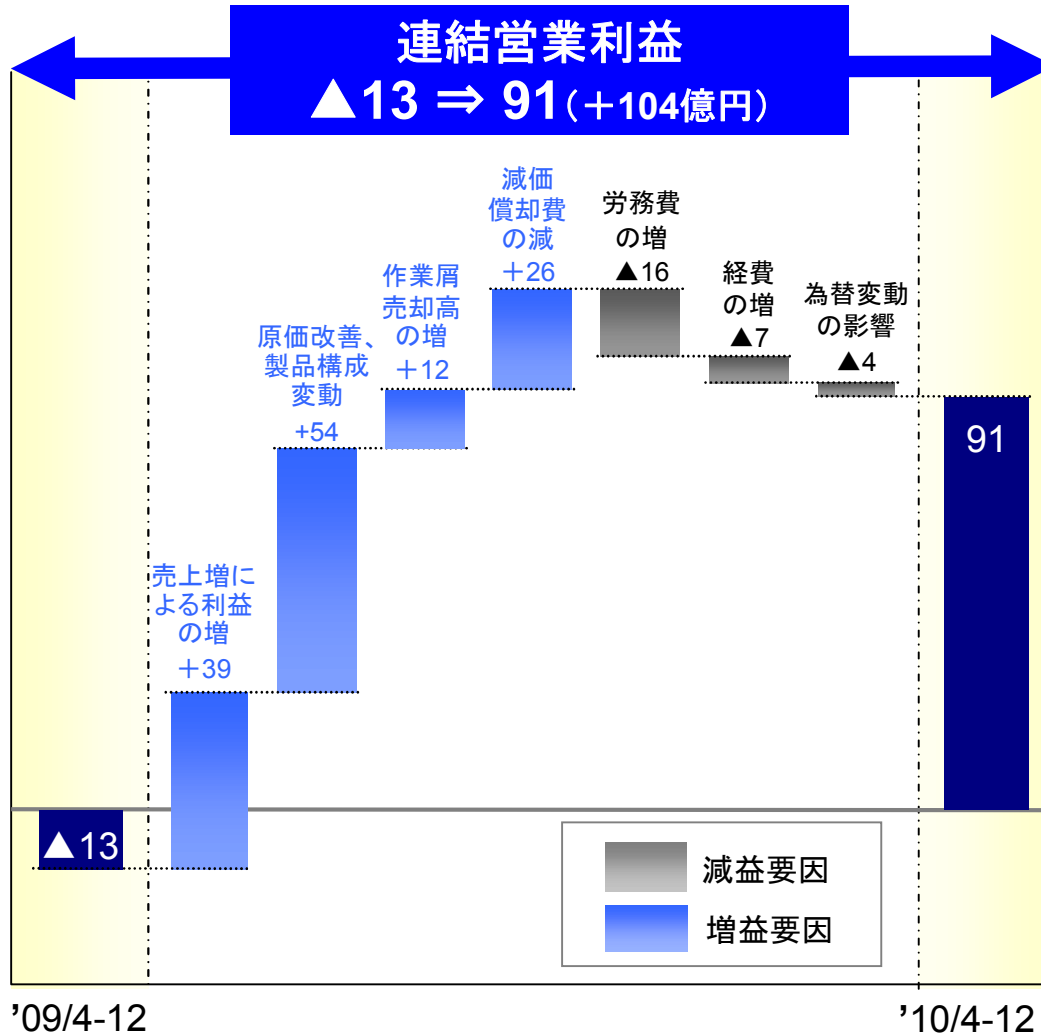 連結営業利益
▲13 ⇒ 91(＋104億円)
減価
償却費
の減
＋26
労務費
の増
▲16
作業屑
売却高
の増
＋12
経費
の増
▲7
為替変動
の影響
▲4
原価改善、
製品構成
変動
+54
売上増に
よる利益
の増
＋39
91
▲13
減益要因
増益要因
’09/4-12
’10/4-12